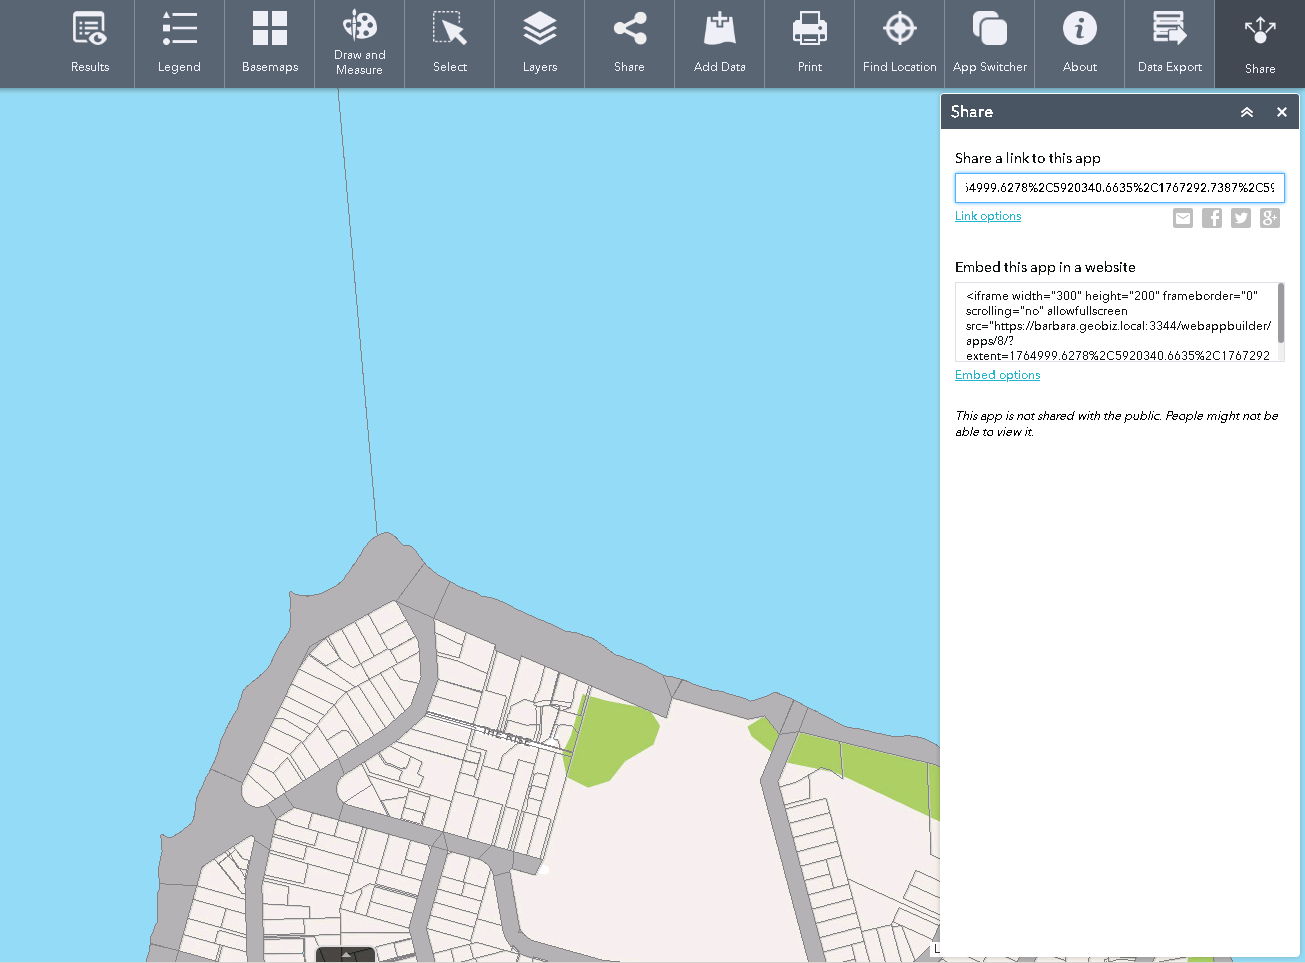 Results
Legend
Basemaps
Draw and
Measure
Select
Layers
Share
Add Data
Print
Find Location
App Switcher
About
Data Export
Share
Share
Share a link to this app
4999.6278%2C5920340.6635%2C1767292.7387%2C59
Link options
Embed this app in a website
<iframe width="300" height="200" frameborder="0"
scrolling="no" allowfullscreen
src="https://barbara.geobiz.local:3344/webappbuilder/
apps/8/?
extent=1764999.6278%2C5920340.6635%2C1767292
Embed options
This app is not shared with the public. People might not be
able to view it.
THE RISE